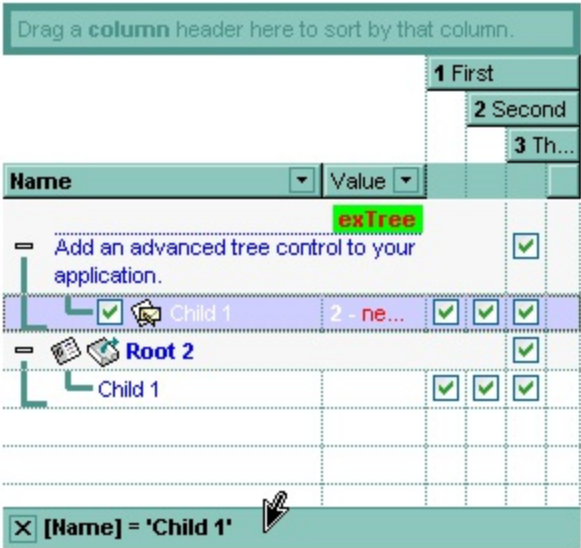 Drag a column header here to sort by that column.
1 First
2 Second
3 Th...
Name Value
exTree
Add an advanced tree control to your
application.
Child 1 2 - ne...
Root 2
Child 1
[Name] = 'Child 1'